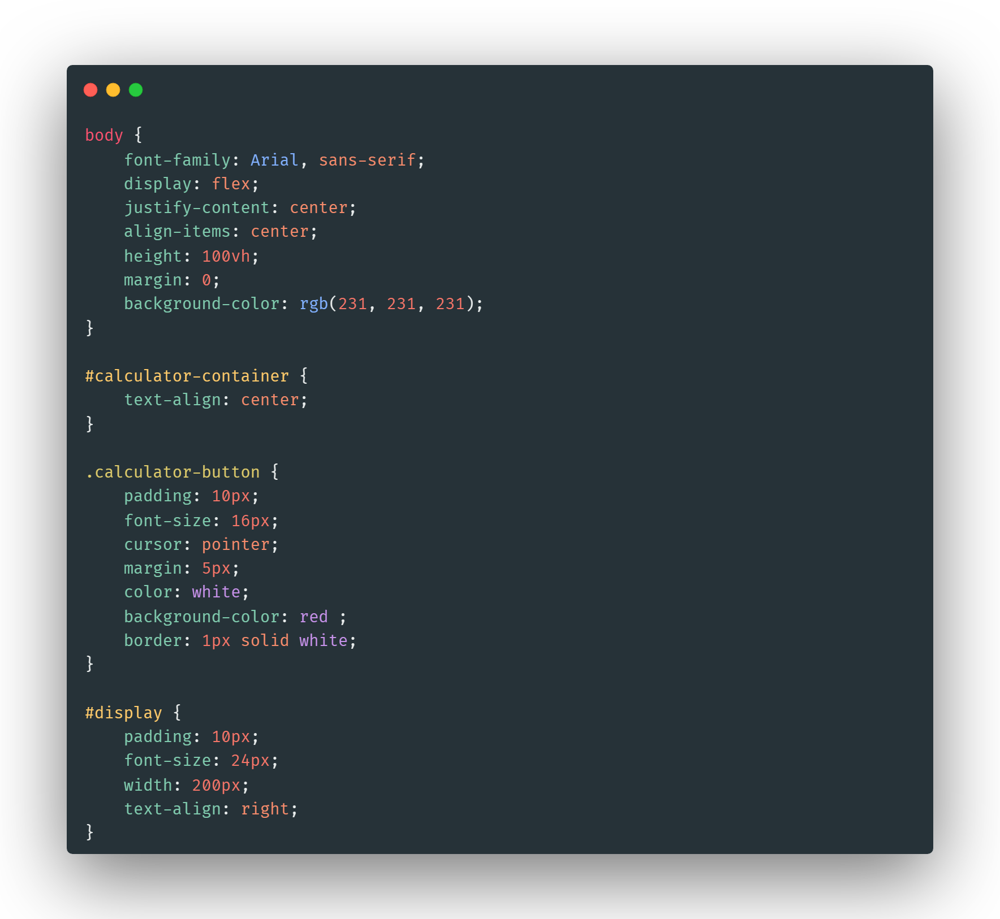 body {
    font-family: Arial, sans-serif;
    display: flex;
    justify-content: center;
    align-items: center;
    height: 100vh;
    margin: 0;
    background-color: rgb(231, 231, 231);
}

#calculator-container {
    text-align: center;
}

.calculator-button {
    padding: 10px;
    font-size: 16px;
    cursor: pointer;
    margin: 5px;
    color: white;
    background-color: red ;
    border: 1px solid white;
}

#display {
    padding: 10px;
    font-size: 24px;
    width: 200px;
    text-align: right;
}